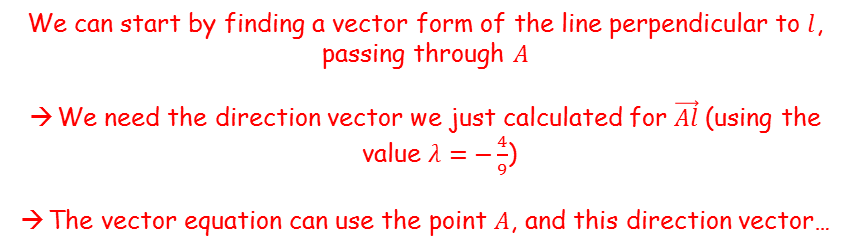 We can start by finding a vector form of the line perpendicular to l,
passing through A
→ We need the direction vector we just calculated for \overrightarrow{Al} (using the
value λ = −4/9)
→ The vector equation can use the point A, and this direction vector…